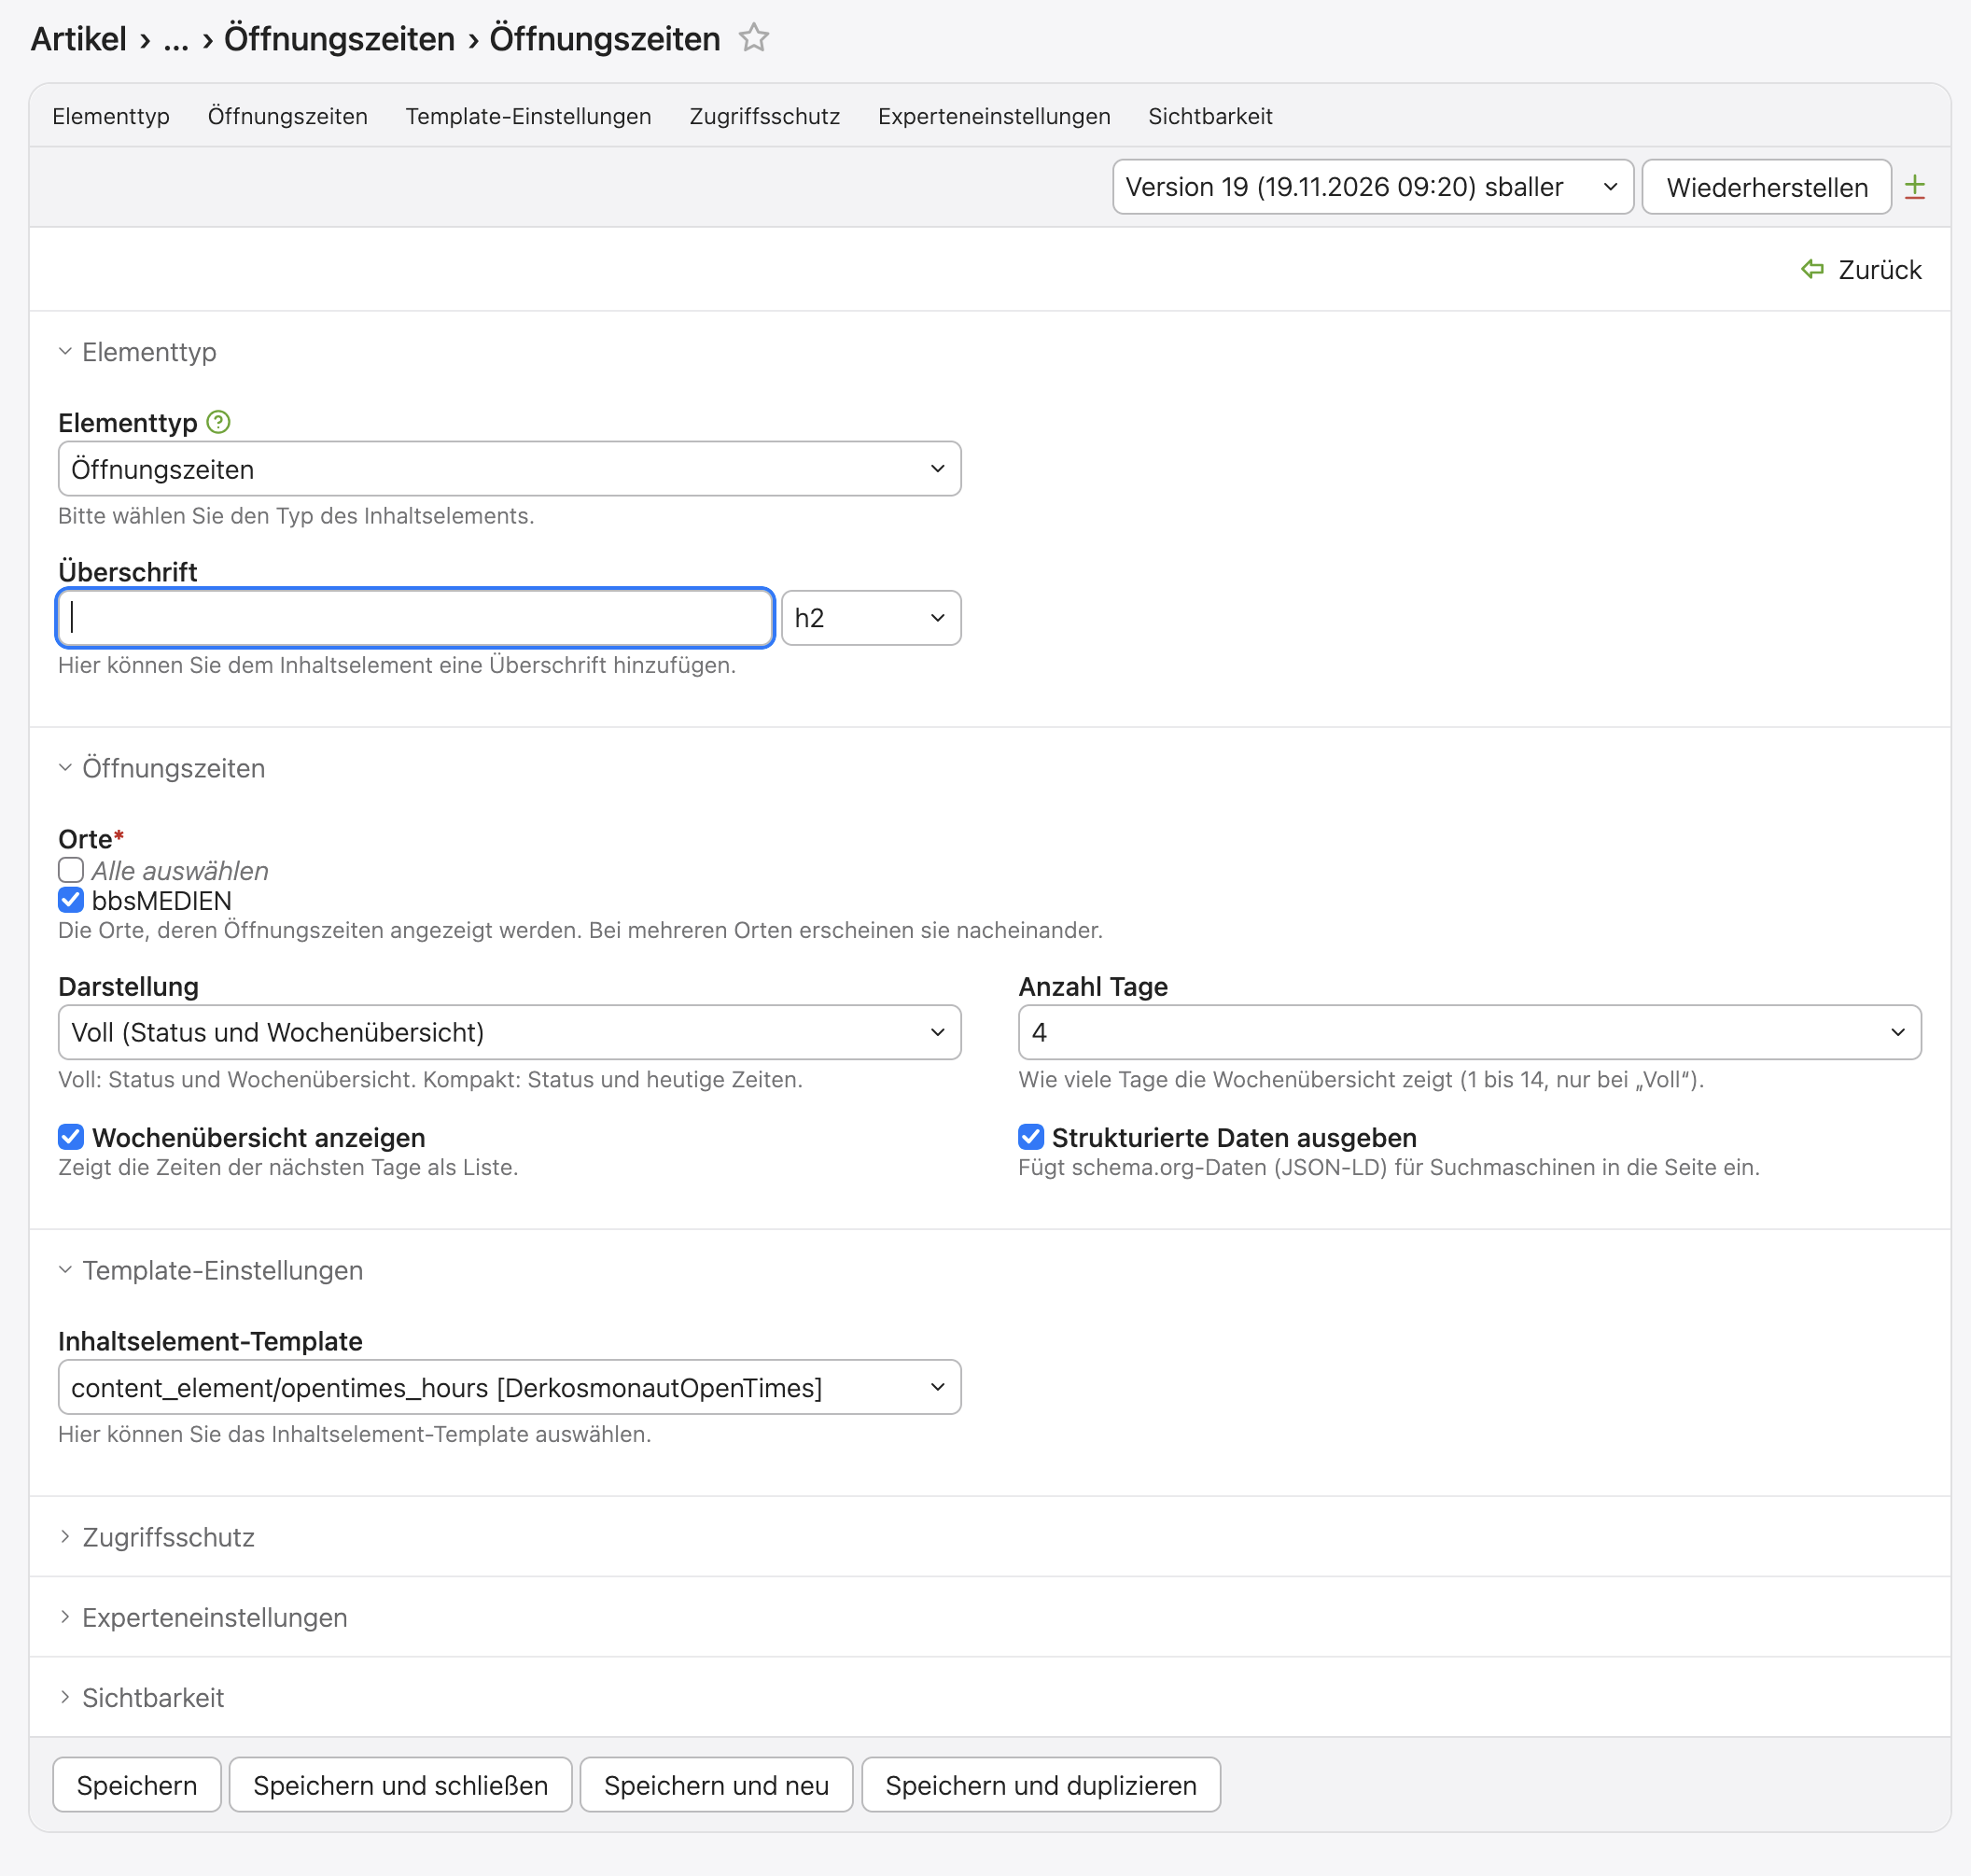 Artikel › ... › Öffnungszeiten › Öffnungszeiten
Elementtyp Öffnungszeiten Template-Einstellungen Zugriffsschutz Experteneinstellungen Sichtbarkeit
Version 19 (19.11.2026 09:20) sballer Wiederherstellen
Zurück
Elementtyp
Elementtyp
Öffnungszeiten
Bitte wählen Sie den Typ des Inhaltselements.
Überschrift
h2
Hier können Sie dem Inhaltselement eine Überschrift hinzufügen.
Öffnungszeiten
Orte*
Alle auswählen
bbsMEDIEN
Die Orte, deren Öffnungszeiten angezeigt werden. Bei mehreren Orten erscheinen sie nacheinander.
Darstellung
Voll (Status und Wochenübersicht)
Voll: Status und Wochenübersicht. Kompakt: Status und heutige Zeiten.
Anzahl Tage
4
Wie viele Tage die Wochenübersicht zeigt (1 bis 14, nur bei „Voll“).
Wochenübersicht anzeigen
Zeigt die Zeiten der nächsten Tage als Liste.
Strukturierte Daten ausgeben
Fügt schema.org-Daten (JSON-LD) für Suchmaschinen in die Seite ein.
Template-Einstellungen
Inhaltselement-Template
content_element/opentimes_hours [DerkosmonautOpenTimes]
Hier können Sie das Inhaltselement-Template auswählen.
Zugriffsschutz
Experteneinstellungen
Sichtbarkeit
Speichern Speichern und schließen Speichern und neu Speichern und duplizieren